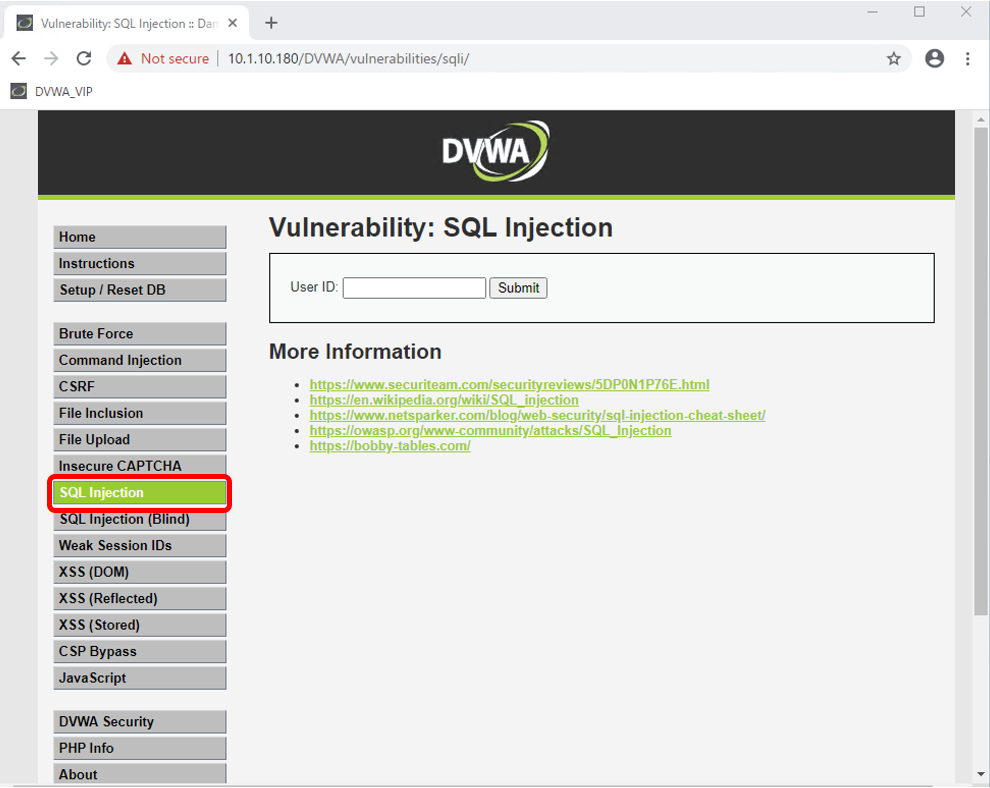 Vulnerability: SQL Injection :: Dan
Not secure
10.1.10.180/DVWA/vulnerabilities/sqli/
DVWA_VIP
DVWA
Home
Instructions
Setup / Reset DB
Brute Force
Command Injection
CSRF
File Inclusion
File Upload
Insecure CAPTCHA
SQL Injection
SQL Injection (Blind)
Weak Session IDs
XSS (DOM)
XSS (Reflected)
XSS (Stored)
CSP Bypass
JavaScript
DVWA Security
PHP Info
About
Vulnerability: SQL Injection
User ID:
Submit
More Information
https://www.securiteam.com/securityreviews/5DP0N1P76E.html
https://en.wikipedia.org/wiki/SQL_injection
https://www.netsparker.com/blog/web-security/sql-injection-cheat-sheet/
https://owasp.org/www-community/attacks/SQL_Injection
https://bobby-tables.com/